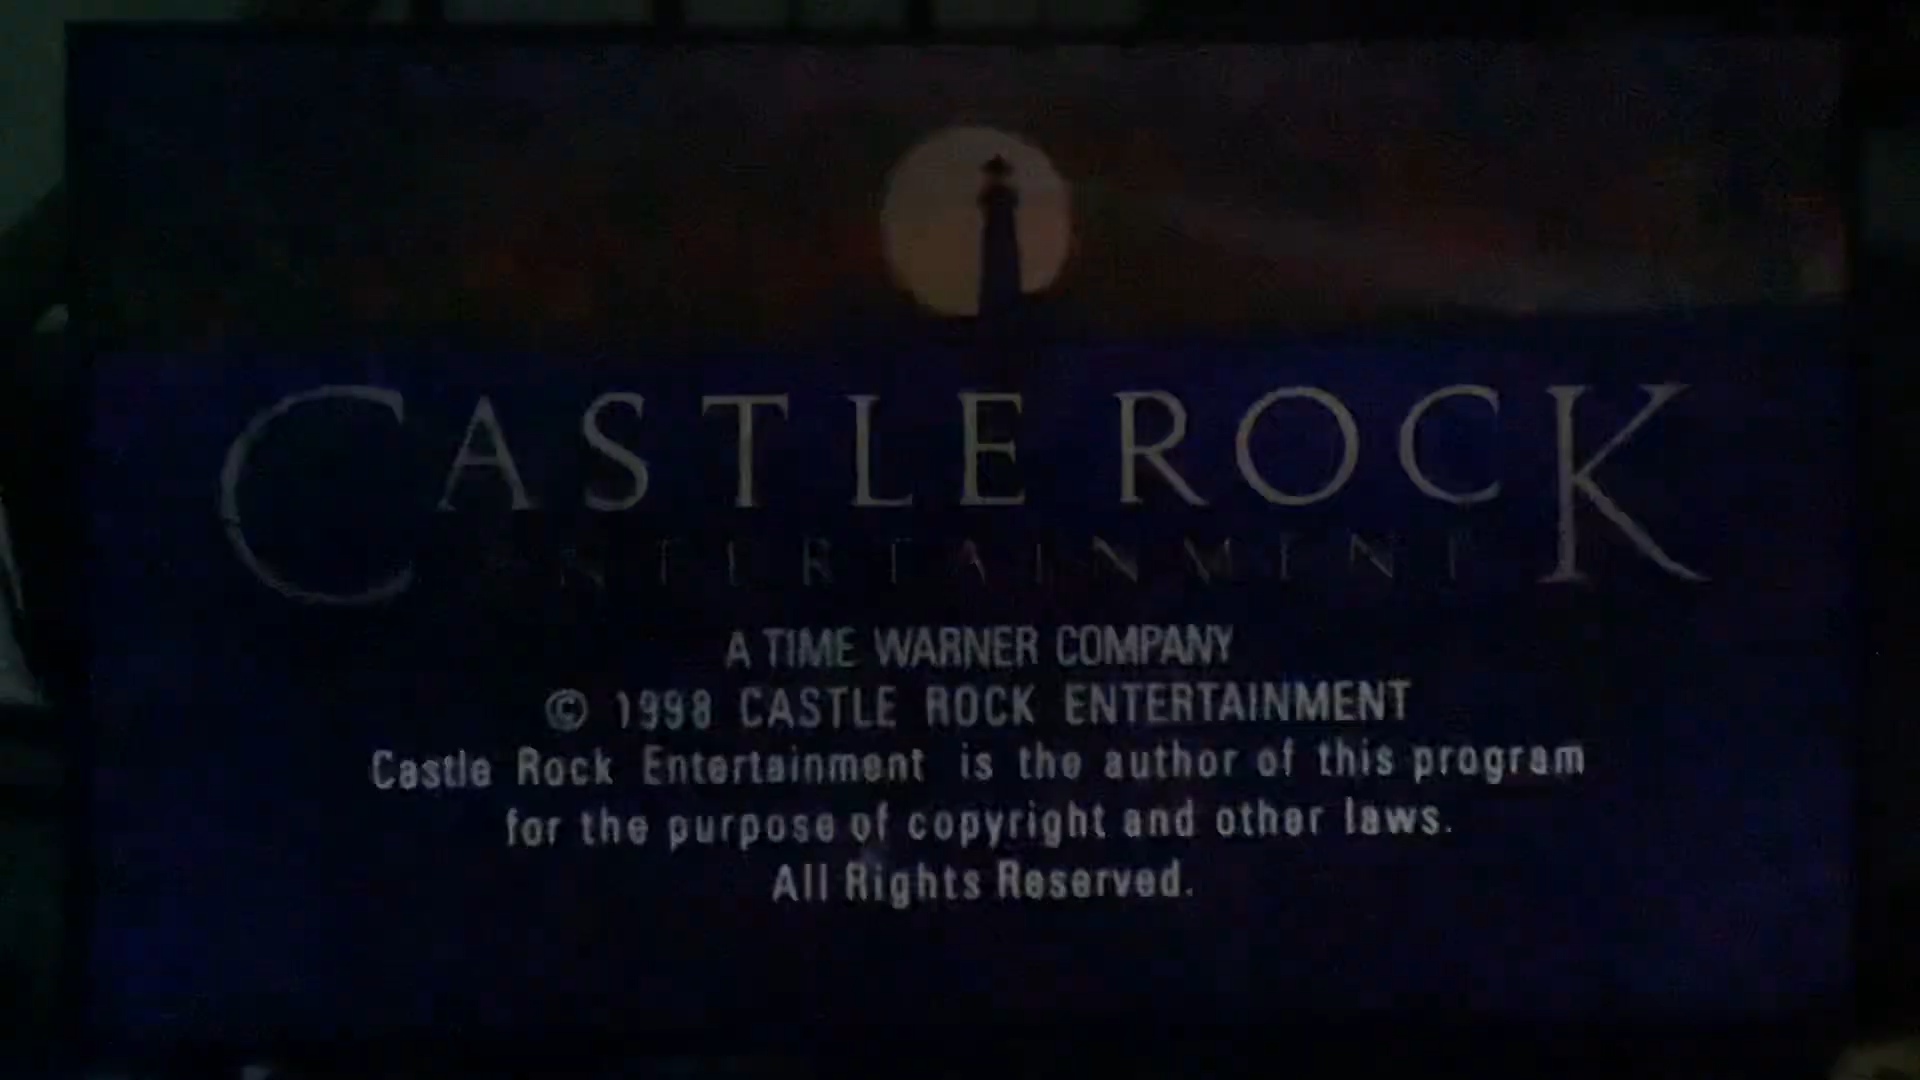 CASTLE ROCK
ENTERTAINMENT
A TIME WARNER COMPANY
© 1998 CASTLE ROCK ENTERTAINMENT
Castle Rock Entertainment is the author of this program
for the purpose of copyright and other laws.
All Rights Reserved.